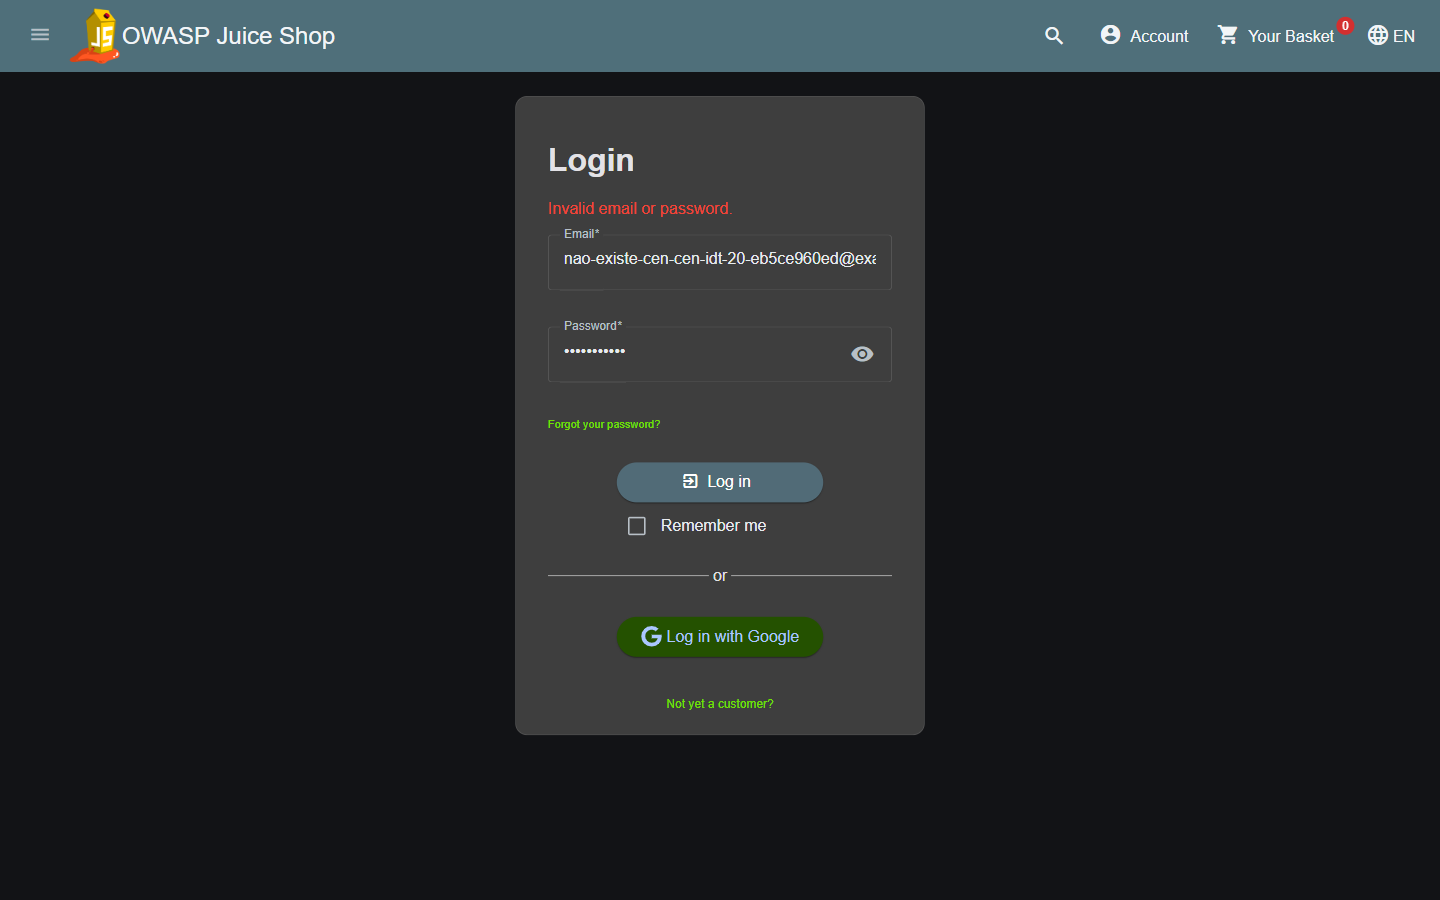 OWASP Juice Shop
Account
Your Basket
0
EN
Login
Invalid email or password.
Email*
nao-existe-cen-cen-idt-20-eb5ce960ed@exa
Password*
•••••••••••
Forgot your password?
Log in
Remember me
or
Log in with Google
Not yet a customer?